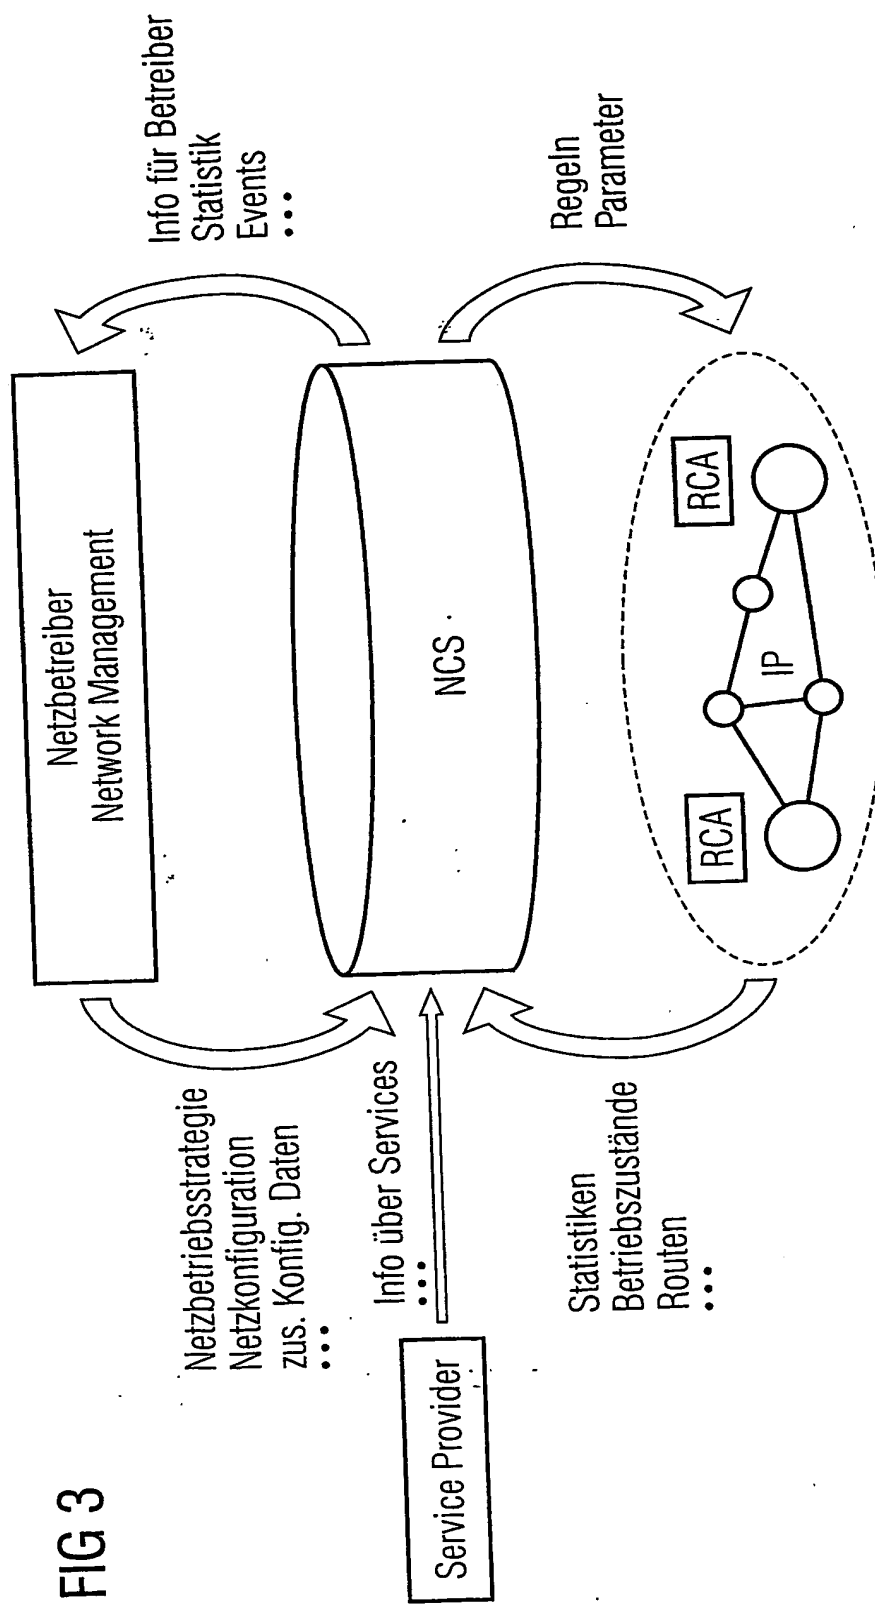 FIG 3
Netzbetreiber
Network Management
Netzbetriebsstrategie
Netzkonfiguration
zus. Konfig. Daten
...
Info für Betreiber
Statistik
Events
...
Service Provider
Info über Services
...
NCS
Statistiken
Betriebszustände
Routen
...
Regeln
Parameter
RCA
RCA
IP